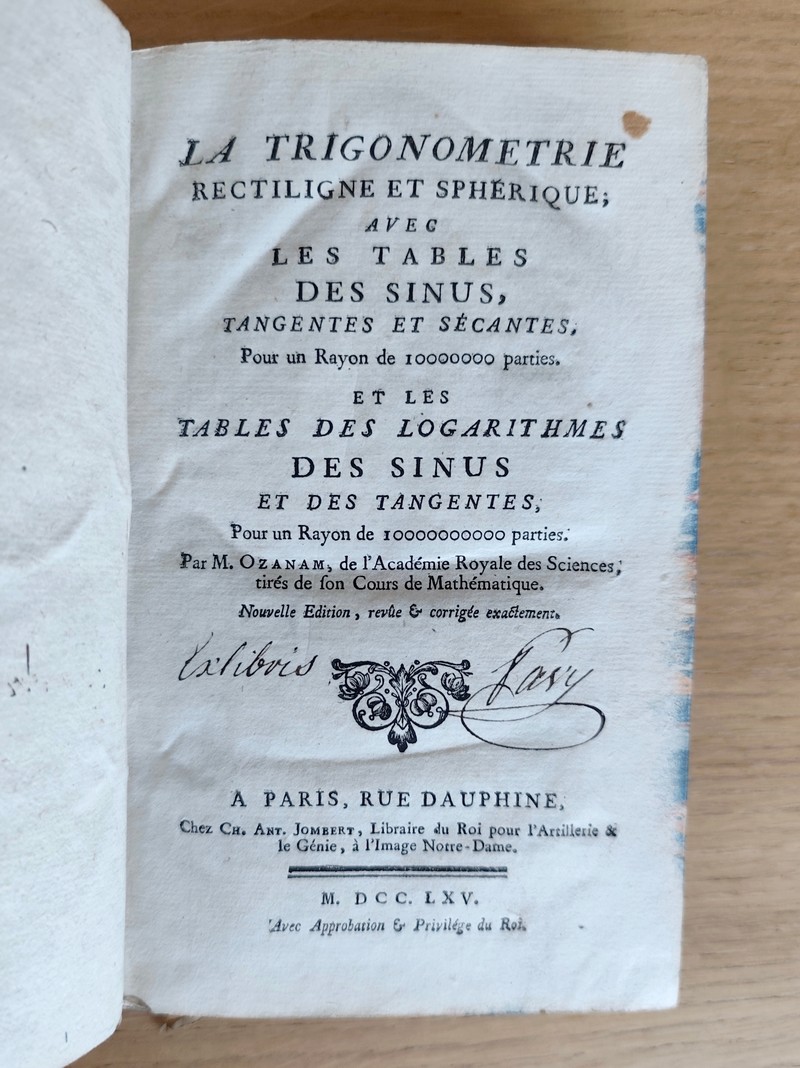 LA TRIGONOMETRIE
RECTILIGNE ET SPHÉRIQUE;
AVEC
LES TABLES
DES SINUS,
TANGENTES ET SÉCANTES,
Pour un Rayon de 10000000 parties.
ET LES
TABLES DES LOGARITHMES
DES SINUS
ET DES TANGENTES,
Pour un Rayon de 10000000000 parties.
Par M. OZANAM, de l'Académie Royale des Sciences,
tirés de son Cours de Mathématique.
Nouvelle Edition, revûe & corrigée exactement.
Exlibris Pavy
A PARIS, RUE DAUPHINE,
Chez CH. ANT. JOMBERT, Libraire du Roi pour l'Artillerie &
le Génie, à l'Image Notre-Dame.
M. DCC. LXV.
Avec Approbation & Privilége du Roi.